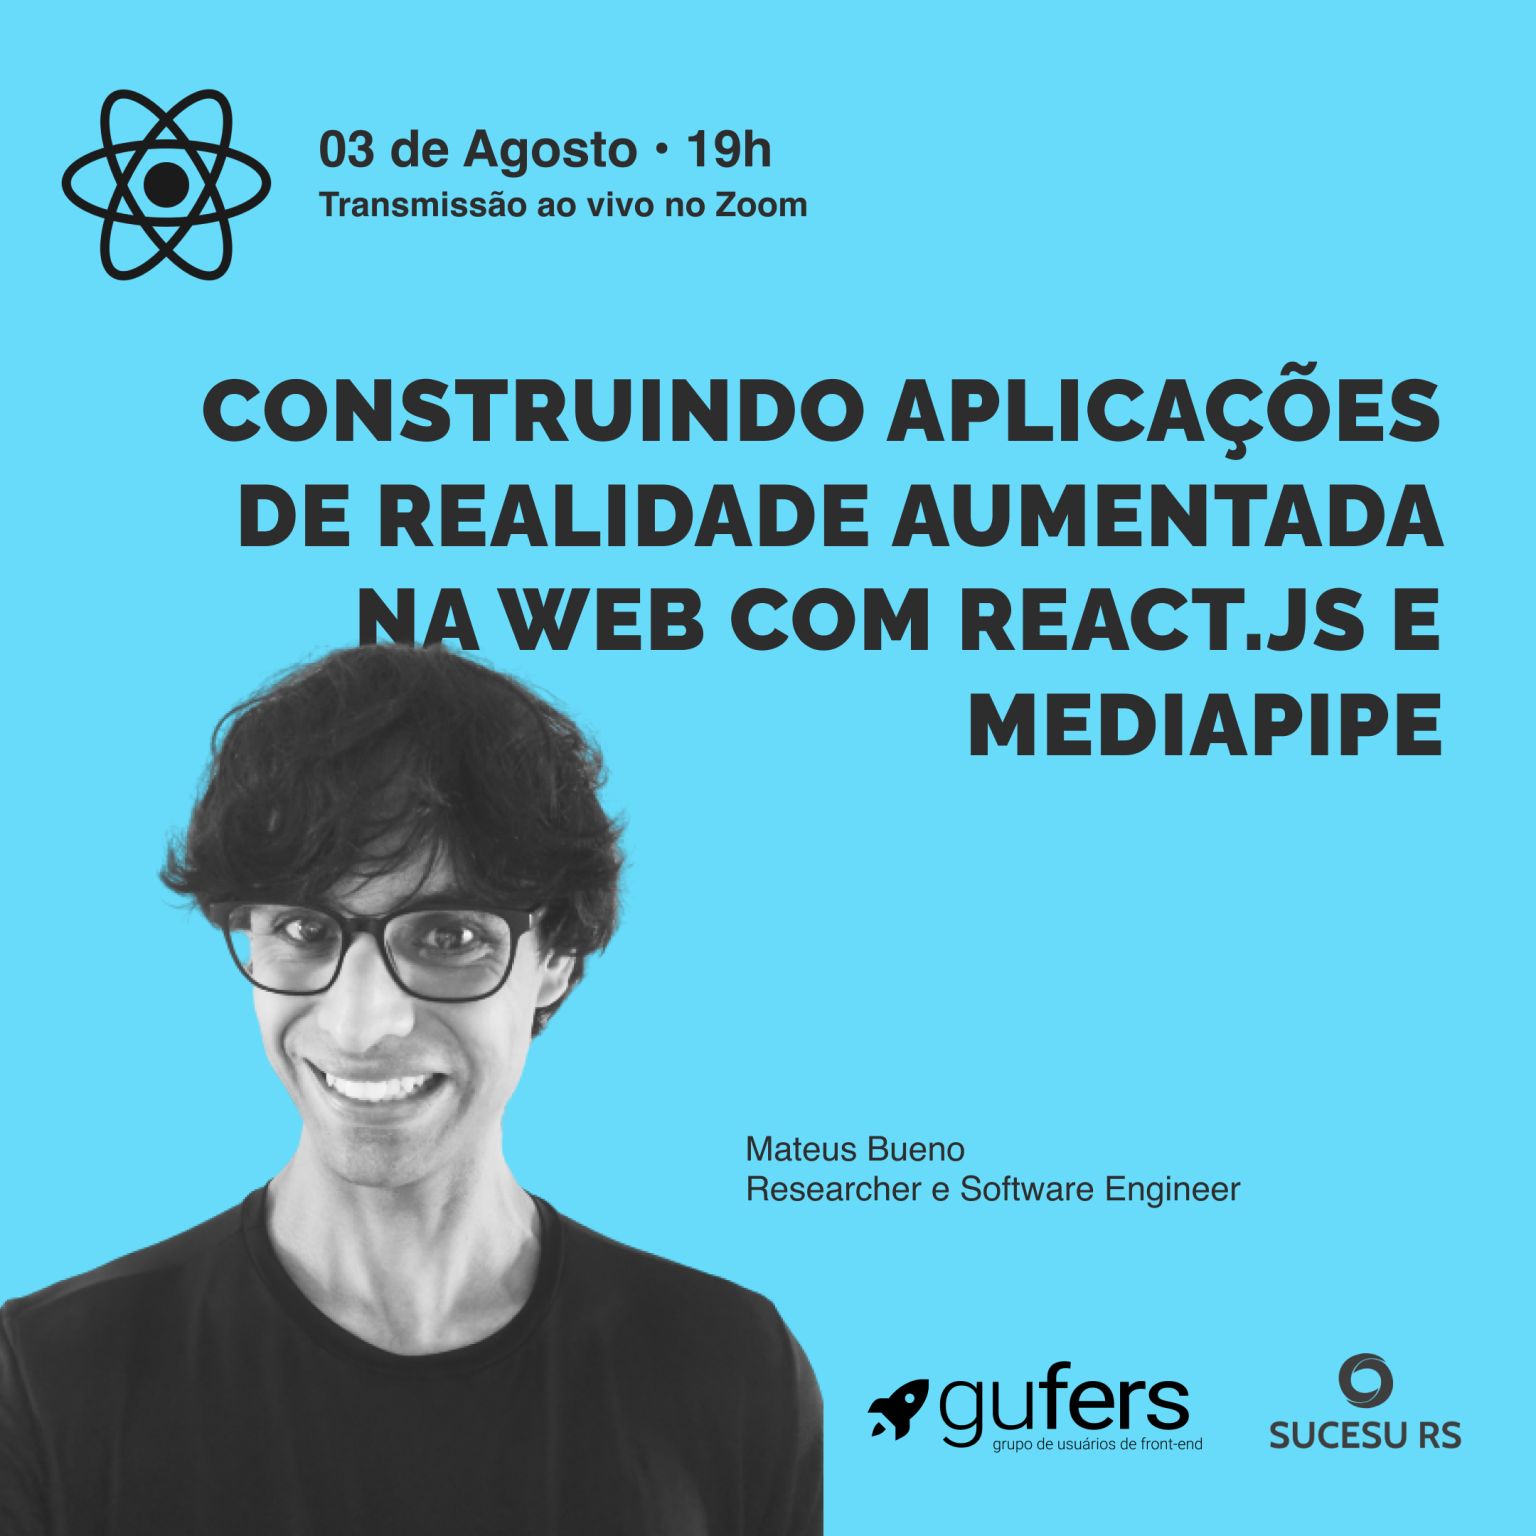 03 de Agosto • 19h
Transmissão ao vivo no Zoom
CONSTRUINDO APLICAÇÕES
DE REALIDADE AUMENTADA
NA WEB COM REACT.JS E
MEDIAPIPE
Mateus Bueno
Researcher e Software Engineer
gufers
grupo de usuários de front-end
SUCESU RS